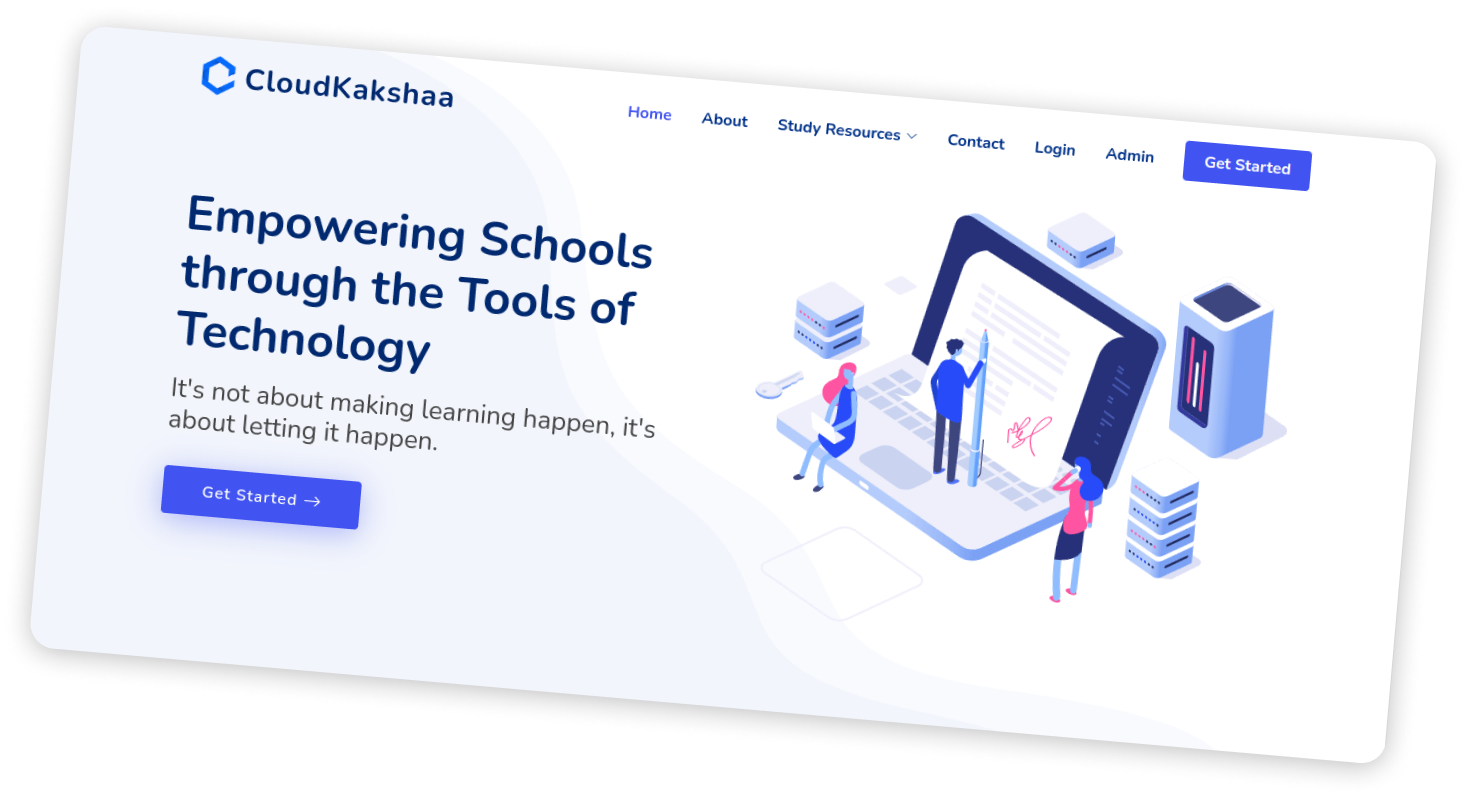 CloudKakshaa
Home About Study Resources Contact Login Admin Get Started
Empowering Schools
through the Tools of
Technology
It's not about making learning happen, it's
about letting it happen.
Get Started →